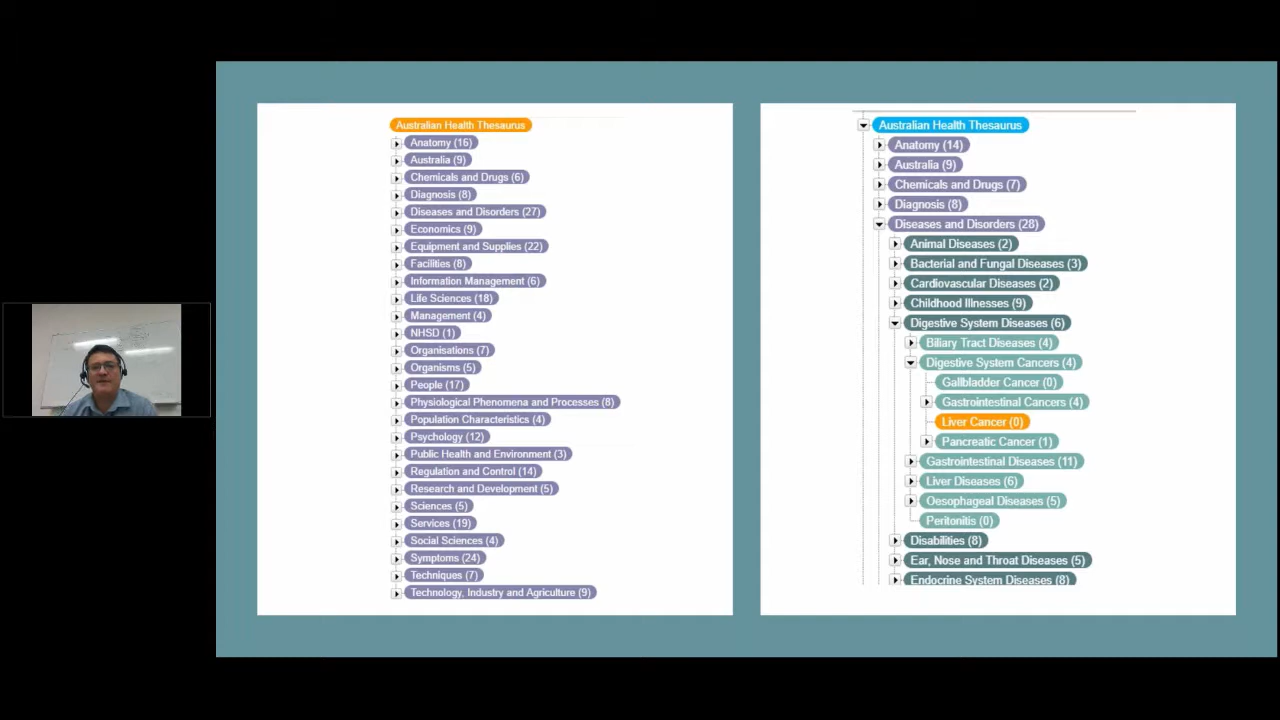 Australian Health Thesaurus
Anatomy (16)
Australia (9)
Chemicals and Drugs (6)
Diagnosis (8)
Diseases and Disorders (27)
Economics (9)
Equipment and Supplies (22)
Facilities (8)
Information Management (6)
Life Sciences (18)
Management (4)
NHSD (1)
Organisations (7)
Organisms (5)
People (17)
Physiological Phenomena and Processes (8)
Population Characteristics (4)
Psychology (12)
Public Health and Environment (3)
Regulation and Control (14)
Research and Development (5)
Sciences (5)
Services (19)
Social Sciences (4)
Symptoms (24)
Techniques (7)
Technology, Industry and Agriculture (9)
Australian Health Thesaurus
Anatomy (14)
Australia (9)
Chemicals and Drugs (7)
Diagnosis (8)
Diseases and Disorders (28)
Animal Diseases (2)
Bacterial and Fungal Diseases (3)
Cardiovascular Diseases (2)
Childhood Illnesses (9)
Digestive System Diseases (6)
Biliary Tract Diseases (4)
Digestive System Cancers (4)
Gallbladder Cancer (0)
Gastrointestinal Cancers (4)
Liver Cancer (0)
Pancreatic Cancer (1)
Gastrointestinal Diseases (11)
Liver Diseases (6)
Oesophageal Diseases (5)
Peritonitis (0)
Disabilities (8)
Ear, Nose and Throat Diseases (5)
Endocrine System Diseases (8)